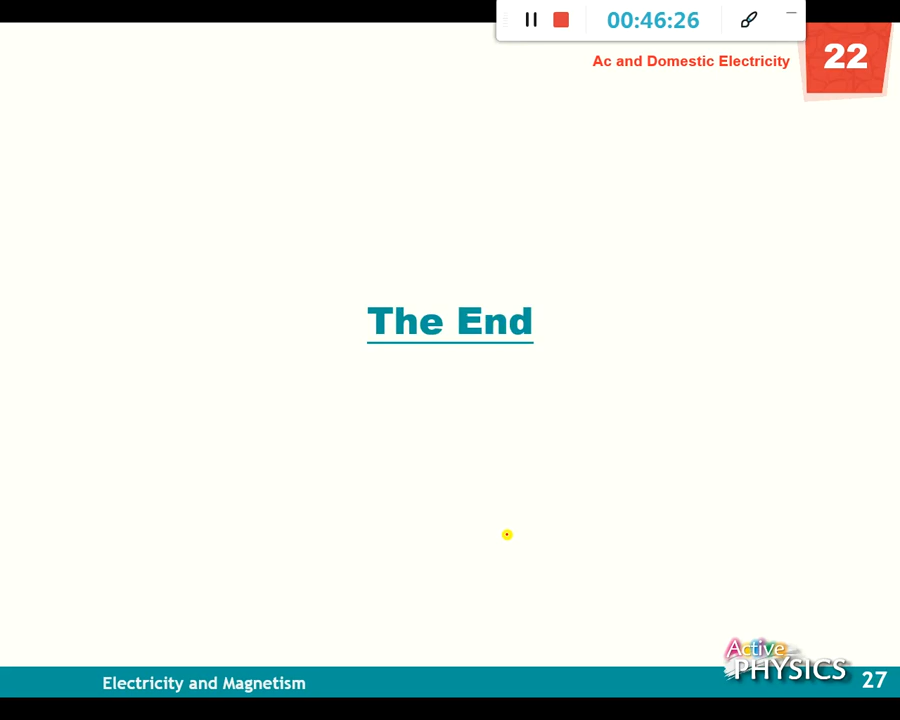 00:46:26
Ac and Domestic Electricity
22
The End
Active
PHYSICS
Electricity and Magnetism
27